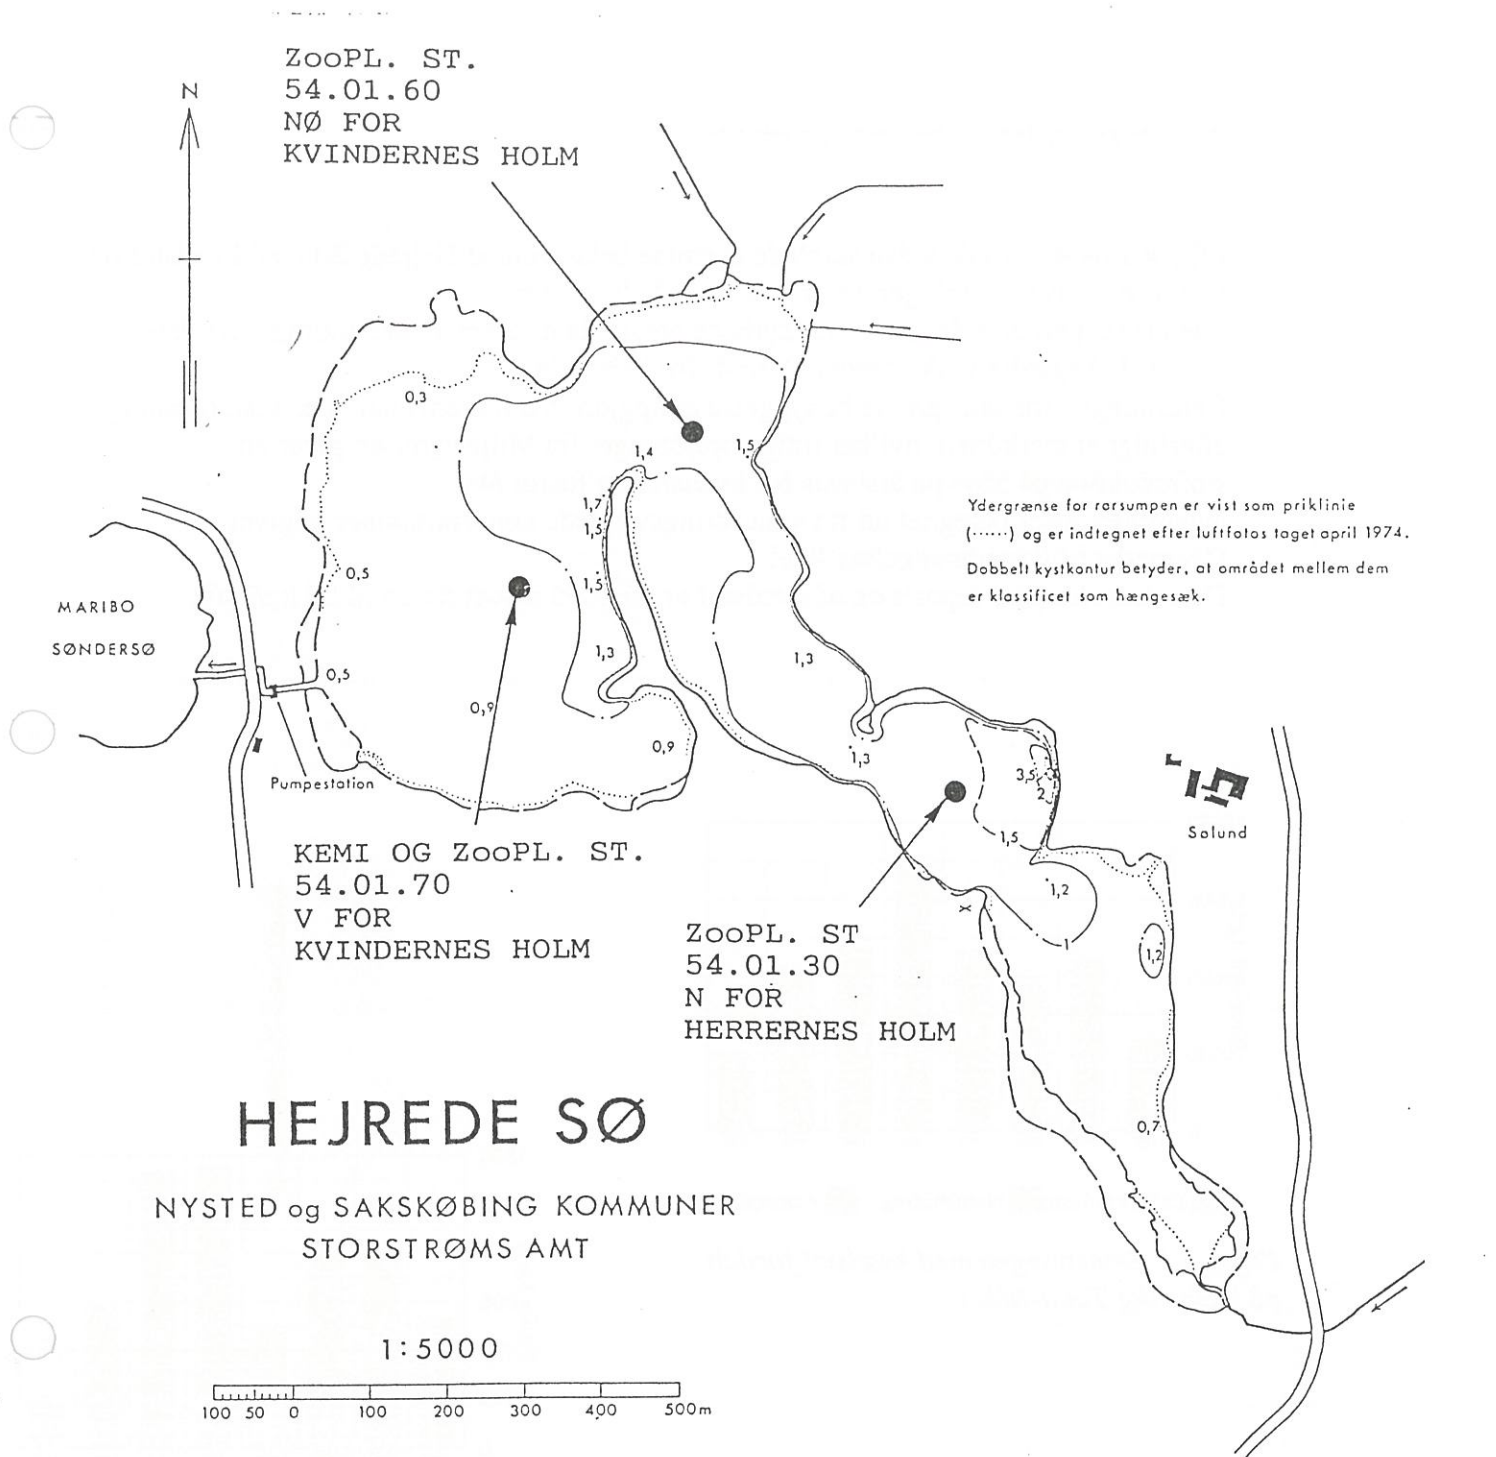 N
ZooPL. ST.
54.01.60
NØ FOR
KVINDERNES HOLM
0,3
1,4
1,5
1,7
1,5
1,5
0,5
Ydergrænse for rørsumpen er vist som priklinie
(······) og er indtegnet efter luftfotos taget april 1974.
Dobbelt kystkontur betyder, at området mellem dem
er klassificet som hængesæk.
MARIBO
SØNDERSØ
1,3
1,3
0,5
0,9
0,9
1,3
3,5
2
1,5
Pumpestation
Sølund
KEMI OG ZooPL. ST.
54.01.70
V FOR
KVINDERNES HOLM
1,2
x
1
1,2
ZooPL. ST
54.01.30
N FOR
HERRERNES HOLM
0,7
HEJREDE SØ
NYSTED og SAKSKØBING KOMMUNER
STORSTRØMS AMT
1:5000
100 50 0 100 200 300 400 500m